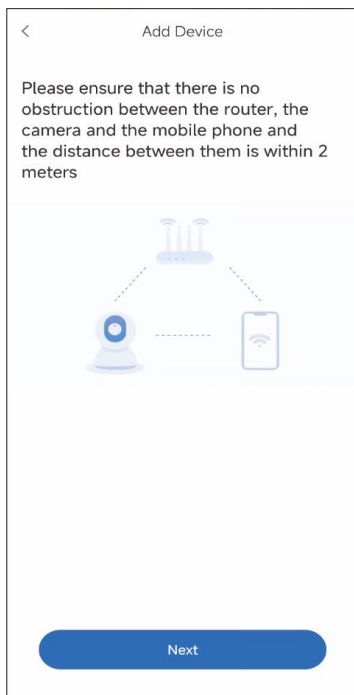 Add Device
Please ensure that there is no
obstruction between the router, the
camera and the mobile phone and
the distance between them is within 2
meters
Next